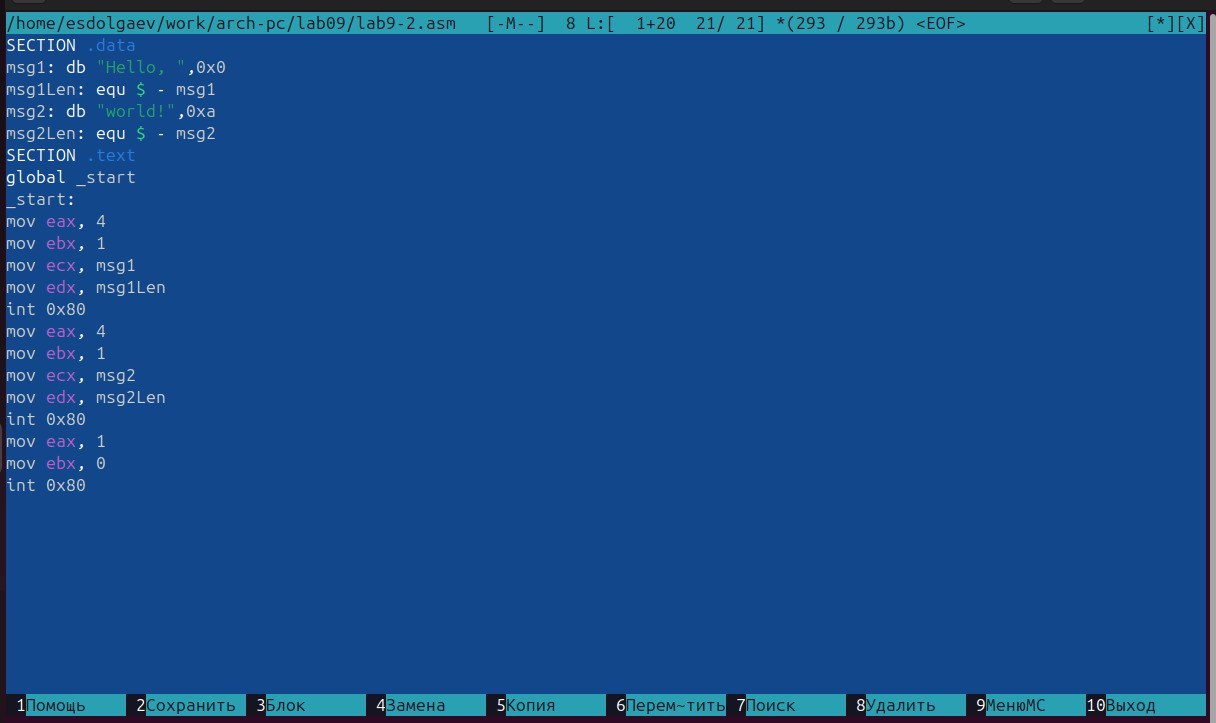 /home/esdolgaev/work/arch-pc/lab09/lab9-2.asm   [-M--]  8 L:[  1+20  21/ 21] *(293 / 293b) <EOF>                  [*][X]
SECTION .data
msg1: db "Hello, ",0x0
msg1Len: equ $ - msg1
msg2: db "world!",0xa
msg2Len: equ $ - msg2
SECTION .text
global _start
_start:
mov eax, 4
mov ebx, 1
mov ecx, msg1
mov edx, msg1Len
int 0x80
mov eax, 4
mov ebx, 1
mov ecx, msg2
mov edx, msg2Len
int 0x80
mov eax, 1
mov ebx, 0
int 0x80
1Помощь 2Сохранить 3Блок 4Замена 5Копия 6Перем~тить 7Поиск 8Удалить 9МенюMC 10Выход